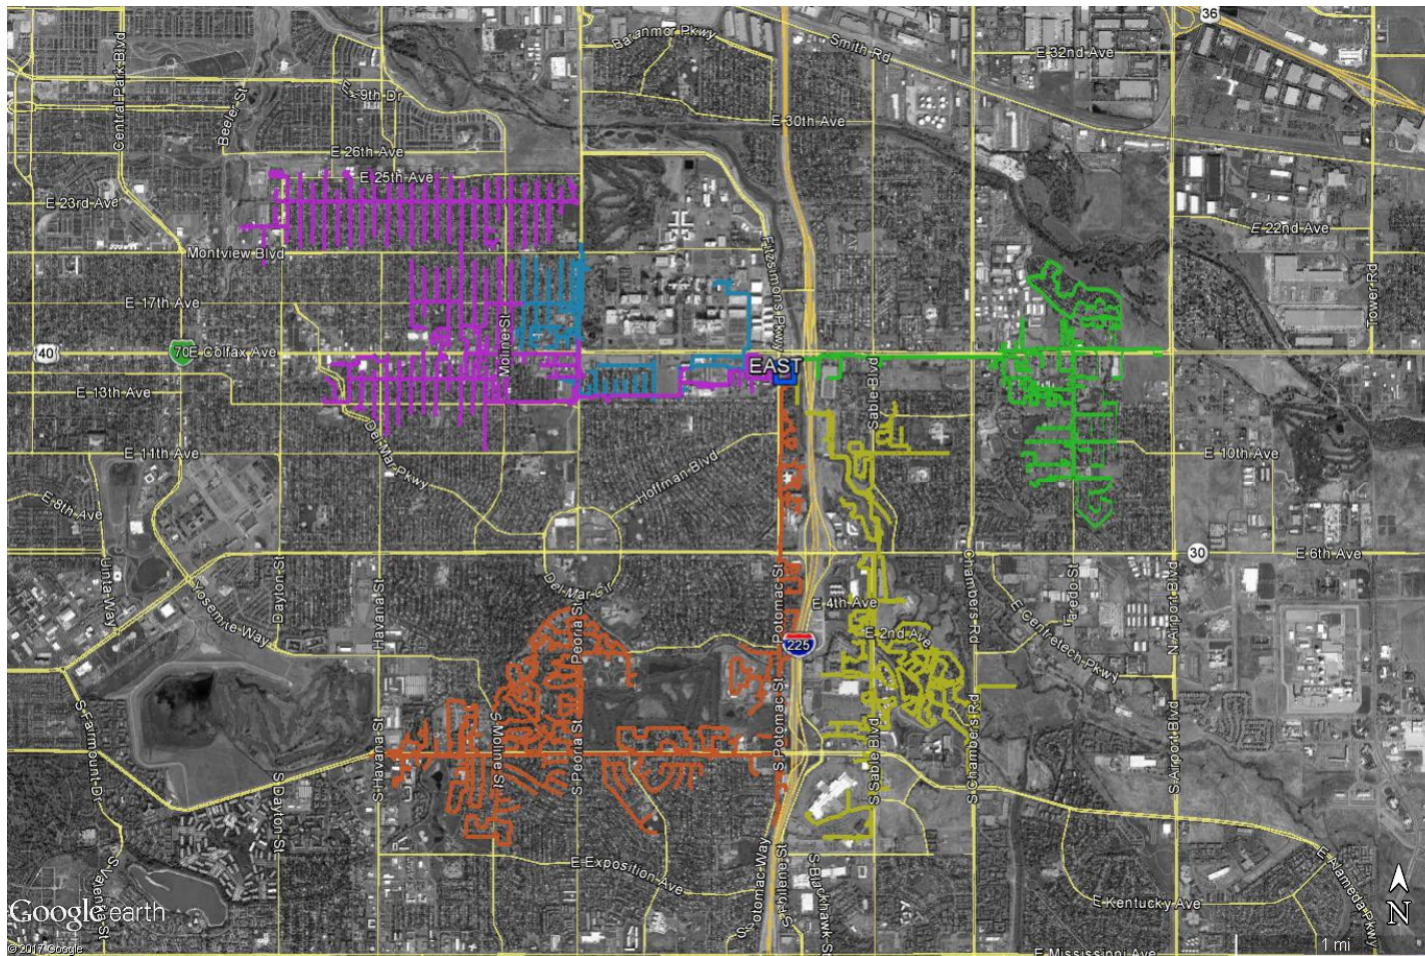 36
Baranmor Pkwy
Smith Rd
E 32nd Ave
Central Park Blvd
Beeler St
E 29th Dr
E 30th Ave
E 26th Ave
E 25th Ave
E 23rd Ave
E 22nd Ave
Montview Blvd
Fitzsimons Pkwy
Tower Rd
E 17th Ave
Moline St
40
70
E Colfax Ave
EAST
Sable Blvd
E 13th Ave
Del Mar Pkwy
E 11th Ave
Hoffman Blvd
E 10th Ave
E 8th Ave
30
E 6th Ave
Uinta Way
Yosemite Way
S Dayton St
Havana St
Del Mar Cir
Peoria St
Potomac St
E 4th Ave
Chambers Rd
Laredo St
N Airport Blvd
E 2nd Ave
E Centretech Pkwy
225
S Fairmount Dr
S Havana St
S Moline St
S Peoria St
S Potomac St
S Sable Blvd
S Chambers Rd
S Airport Blvd
S Dayton St
E Exposition Ave
S Potomac Way
S Abilene St
S Blackhawk St
S Valentia St
E Kentucky Ave
E Alameda Pkwy
N
Google earth
© 2017 Google
1 mi
E Mississippi Ave